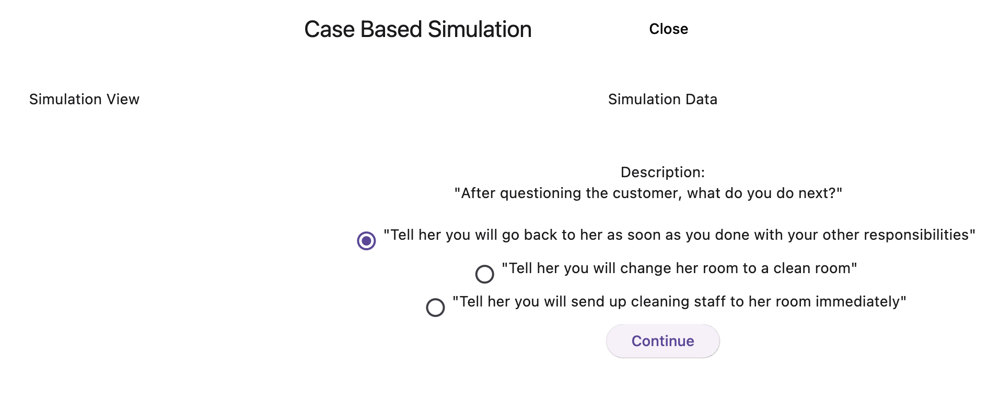 Case Based Simulation
Close
Simulation View
Simulation Data
Description:
"After questioning the customer, what do you do next?"
"Tell her you will go back to her as soon as you done with your other responsibilities"
"Tell her you will change her room to a clean room"
"Tell her you will send up cleaning staff to her room immediately"
Continue